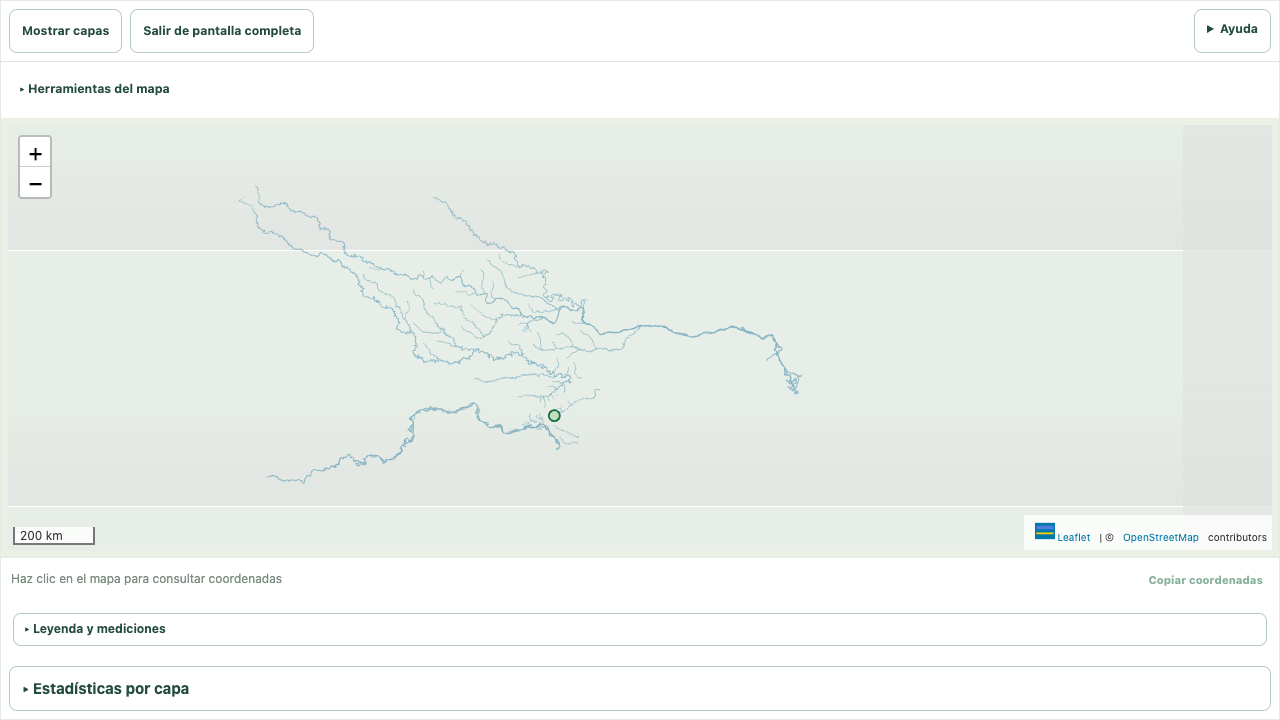 Mostrar capas
Salir de pantalla completa
▶ Ayuda
▸ Herramientas del mapa
+
−
200 km
Leaflet | © OpenStreetMap contributors
Haz clic en el mapa para consultar coordenadas
Copiar coordenadas
▸ Leyenda y mediciones
▸ Estadísticas por capa